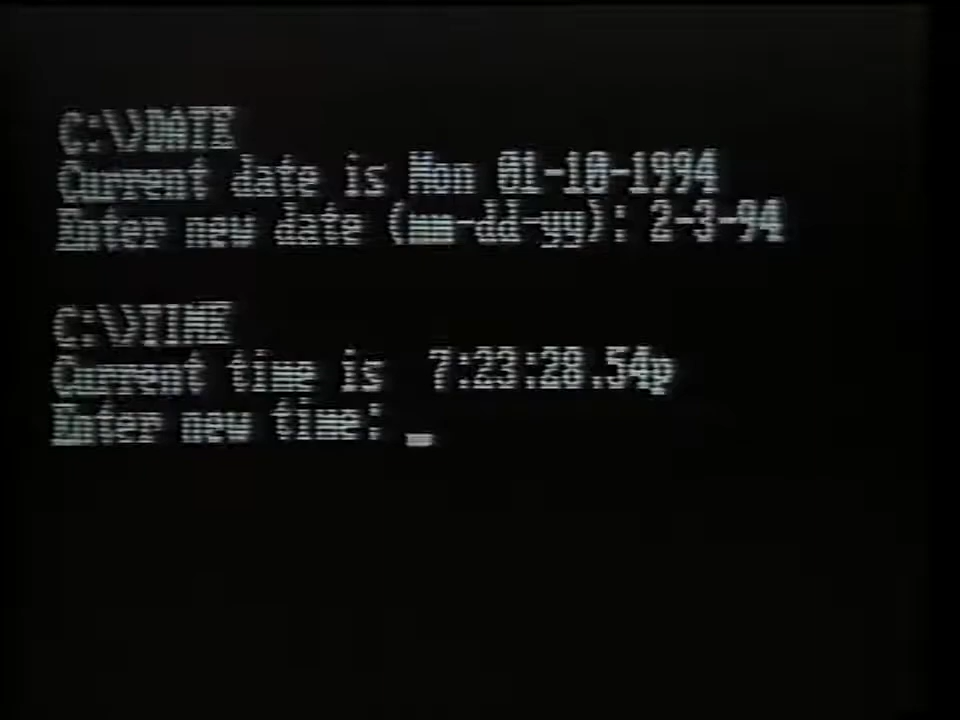 C:\>DATE
Current date is Mon 01-10-1994
Enter new date (mm-dd-yy): 2-3-94
C:\>TIME
Current time is  7:23:28.54p
Enter new time: _